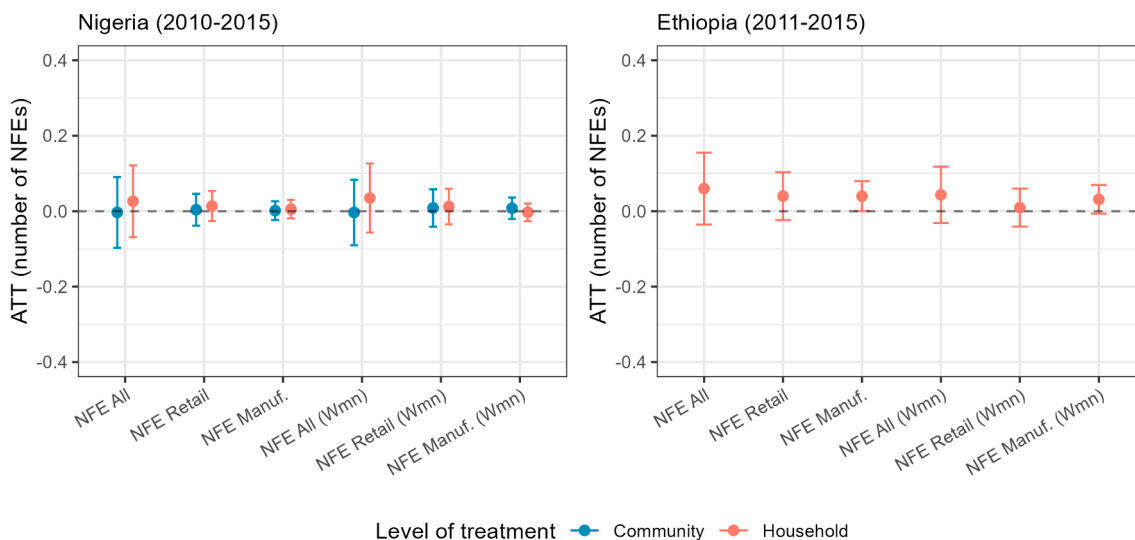 Nigeria (2010-2015)
ATT (number of NFEs)
0.4
0.2
0.0
-0.2
-0.4
NFE All
NFE Retail
NFE Manuf.
NFE All (Wmn)
NFE Retail (Wmn)
NFE Manuf. (Wmn)
Ethiopia (2011-2015)
ATT (number of NFEs)
0.4
0.2
0.0
-0.2
-0.4
NFE All
NFE Retail
NFE Manuf.
NFE All (Wmn)
NFE Retail (Wmn)
NFE Manuf. (Wmn)
Level of treatment Community Household